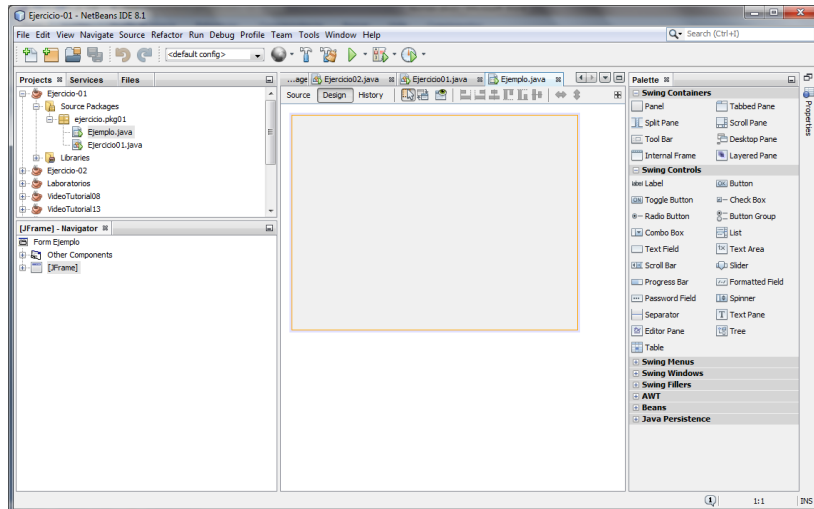 Ejercicio-01 - NetBeans IDE 8.1
File Edit View Navigate Source Refactor Run Debug Profile Team Tools Window Help
Search (Ctrl+I)
<default config>
Projects Services Files
Ejercicio-01
Source Packages
ejercicio.pkg01
Ejemplo.java
Ejercicio01.java
Libraries
Ejercicio-02
Laboratorios
VideoTutorial08
VideoTutorial13
[JFrame] - Navigator
Form Ejemplo
Other Components
[JFrame]
...age Ejercicio02.java Ejercicio01.java Ejemplo.java
Source Design History
Palette
Swing Containers
Panel Tabbed Pane
Split Pane Scroll Pane
Tool Bar Desktop Pane
Internal Frame Layered Pane
Swing Controls
label Label OK Button
ON Toggle Button Check Box
Radio Button Button Group
Combo Box List
Text Field Text Area
Scroll Bar Slider
Progress Bar Formatted Field
Password Field Spinner
Separator Text Pane
Editor Pane Tree
Table
Swing Menus
Swing Windows
Swing Fillers
AWT
Beans
Java Persistence
Properties
1:1 INS